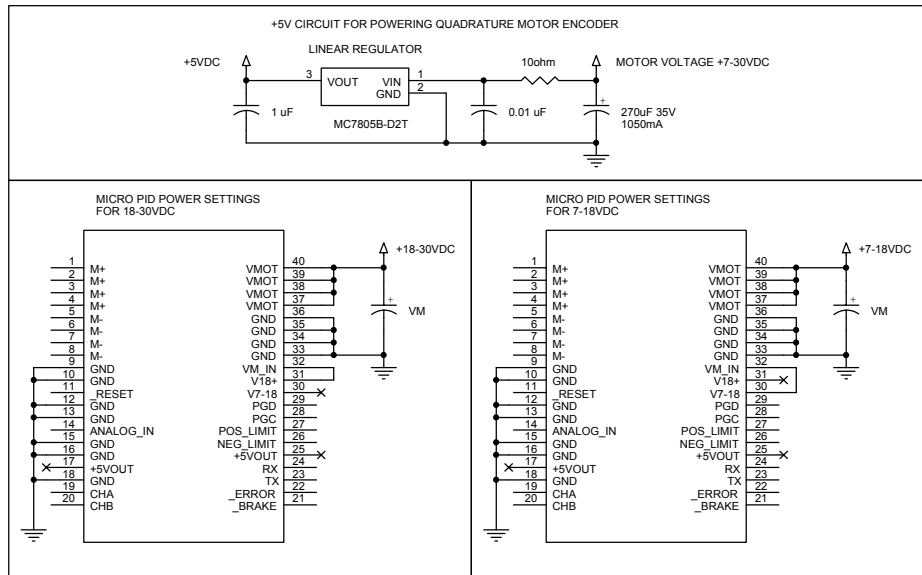 +5V CIRCUIT FOR POWERING QUADRATURE MOTOR ENCODER
LINEAR REGULATOR
+5VDC
10ohm
MOTOR VOLTAGE +7-30VDC
3
VOUT
VIN
1
GND
2
1 uF
0.01 uF
+
270uF 35V
1050mA
MC7805B-D2T
MICRO PID POWER SETTINGS
FOR 18-30VDC
+18-30VDC
1 M+ VMOT 40
2 M+ VMOT 39
3 M+ VMOT 38
4 M+ VMOT 37
5 M- GND 36
6 M- GND 35
7 M- GND 34
8 M- GND 33
9 GND VM_IN 32
10 GND V18+ 31
11 _RESET V7-18 30
12 GND PGD 29
13 GND PGC 28
14 ANALOG_IN POS_LIMIT 27
15 GND NEG_LIMIT 26
16 GND +5VOUT 25
17 +5VOUT RX 24
18 GND TX 23
19 CHA _ERROR 22
20 CHB _BRAKE 21
+
VM
MICRO PID POWER SETTINGS
FOR 7-18VDC
+7-18VDC
1 M+ VMOT 40
2 M+ VMOT 39
3 M+ VMOT 38
4 M+ VMOT 37
5 M- GND 36
6 M- GND 35
7 M- GND 34
8 M- GND 33
9 GND VM_IN 32
10 GND V18+ 31
11 _RESET V7-18 30
12 GND PGD 29
13 GND PGC 28
14 ANALOG_IN POS_LIMIT 27
15 GND NEG_LIMIT 26
16 GND +5VOUT 25
17 +5VOUT RX 24
18 GND TX 23
19 CHA _ERROR 22
20 CHB _BRAKE 21
+
VM